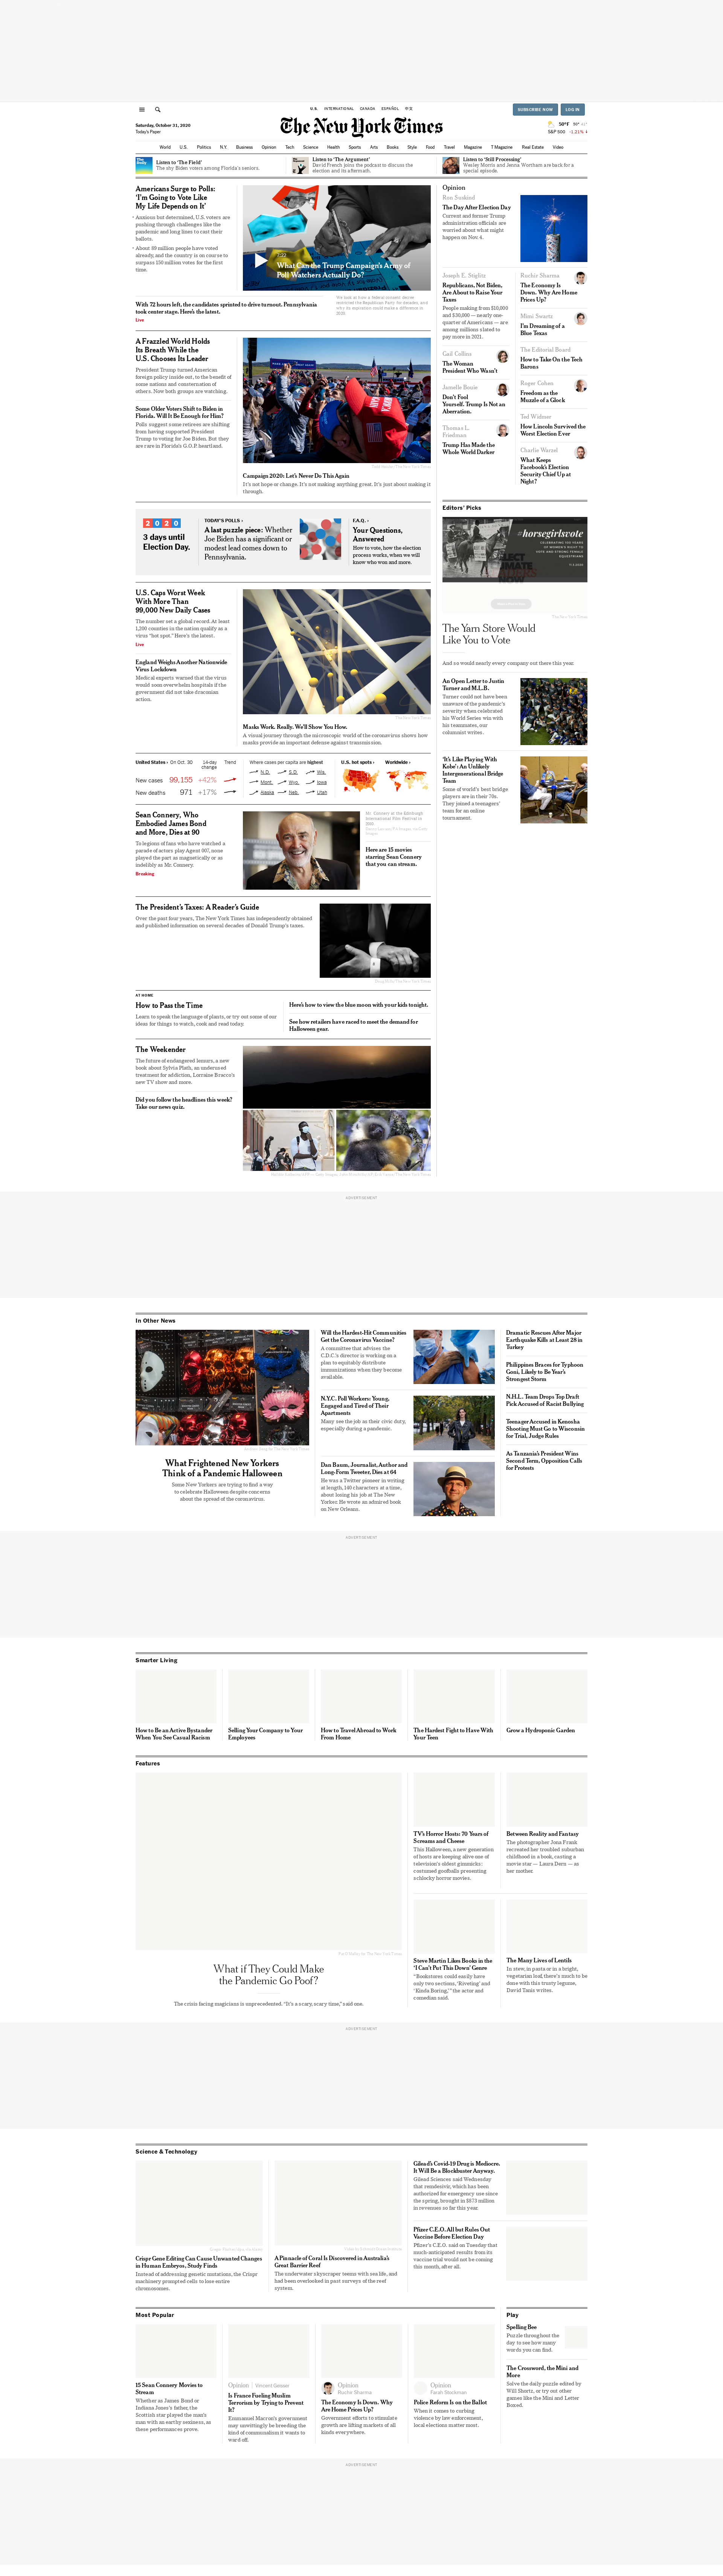 U.S.
INTERNATIONAL
CANADA
ESPAÑOL
中文
SUBSCRIBE NOW
LOG IN
Saturday, October 31, 2020
Today's Paper
The New York Times
50°F
S&P 500 -1.21%
World U.S. Politics N.Y. Business Opinion Tech Science Health Sports Arts Books Style Food Travel Magazine T Magazine Real Estate Video
Listen to 'The Field'
The shy Biden voters among Florida's seniors.
Listen to 'The Argument'
David French joins the podcast to discuss the
election and its aftermath.
Listen to 'Still Processing'
Wesley Morris and Jenna Wortham are back for a
special episode.
Americans Surge to Polls:
'I'm Going to Vote Like
My Life Depends on It'
Anxious but determined, U.S. voters are
pushing through challenges like the
pandemic and long lines to cast their
ballots.
About 89 million people have voted
already, and the country is on course to
surpass 150 million votes for the first
time.
What Can the Trump Campaign's Army of
Poll Watchers Actually Do?
With 72 hours left, the candidates sprinted to drive turnout. Pennsylvania
took center stage. Here's the latest.
Live
A Frazzled World Holds
Its Breath While the
U.S. Chooses Its Leader
President Trump turned American
foreign policy inside out, to the benefit of
some nations and consternation of
others. Now both groups are watching.
Some Older Voters Shift to Biden in
Florida. Will It Be Enough for Him?
Polls suggest some retirees are shifting
from having supported President
Trump to voting for Joe Biden. But they
are rare in Florida's G.O.P. heartland.
Campaign 2020: Let's Never Do This Again
It's not hope or change. It's not making anything great. It's just about making it
through.
2020
3 days until
Election Day.
TODAY'S POLLS ›
A last puzzle piece: Whether
Joe Biden has a significant or
modest lead comes down to
Pennsylvania.
F.A.Q. ›
Your Questions,
Answered
How to vote, how the election
process works, when we will
know who won and more.
U.S. Caps Worst Week
With More Than
99,000 New Daily Cases
The number set a global record. At least
1,200 counties in the nation qualify as a
virus "hot spot." Here's the latest.
Live
England Weighs Another Nationwide
Virus Lockdown
Medical experts warned that the virus
would soon overwhelm hospitals if the
government did not take draconian
action.
Masks Work. Really. We'll Show You How.
A visual journey through the microscopic world of the coronavirus shows how
masks provide an important defense against transmission.
United States › On Oct. 30 14-day change Trend
New cases 99,155 +42%
New deaths 971 +17%
Where cases per capita are highest
N.D. S.D. Wis.
Mont. Wyo. Iowa
Alaska Neb. Utah
U.S. hot spots ›
Worldwide ›
Sean Connery, Who
Embodied James Bond
and More, Dies at 90
To legions of fans who have watched a
parade of actors play Agent 007, none
played the part as magnetically or as
indelibly as Mr. Connery.
Breaking
Mr. Connery at the Edinburgh
International Film Festival in
Here are 15 movies
starring Sean Connery
that you can stream.
The President's Taxes: A Reader's Guide
Over the past four years, The New York Times has independently obtained
and published information on several decades of Donald Trump's taxes.
AT HOME
How to Pass the Time
Learn to speak the language of plants, or try out some of our
ideas for things to watch, cook and read today.
Here's how to view the blue moon with your kids tonight.
See how retailers have raced to meet the demand for
Halloween gear.
The Weekender
The future of endangered lemurs, a new
book about Sylvia Plath, an underused
treatment for addiction, Lorraine Bracco's
new TV show and more.
Did you follow the headlines this week?
Take our news quiz.
Opinion
Ron Suskind
The Day After Election Day
Current and former Trump
administration officials are
worried about what might
happen on Nov. 4.
Joseph E. Stiglitz
Republicans, Not Biden,
Are About to Raise Your
Taxes
People making from $10,000
and $30,000 — nearly one-
quarter of Americans — are
among millions slated to
pay more in 2021.
Gail Collins
The Woman
President Who Wasn't
Jamelle Bouie
Don't Fool
Yourself. Trump Is Not an
Aberration.
Thomas L.
Friedman
Trump Has Made the
Whole World Darker
Ruchir Sharma
The Economy Is
Down. Why Are Home
Prices Up?
Mimi Swartz
I'm Dreaming of a
Blue Texas
The Editorial Board
How to Take On the Tech
Barons
Roger Cohen
Freedom as the
Muzzle of a Glock
Ted Widmer
How Lincoln Survived the
Worst Election Ever
Charlie Warzel
What Keeps
Facebook's Election
Security Chief Up at
Night?
Editors' Picks
#horsegirlsvote
The Yarn Store Would
Like You to Vote
And so would nearly every company out there this year.
An Open Letter to Justin
Turner and M.L.B.
Turner could not have been
unaware of the pandemic's
severity when celebrated
his World Series win with
his teammates, our
columnist writes.
'It's Like Playing With
Kobe': An Unlikely
Intergenerational Bridge
Team
Some of world's best bridge
players are in their 70s.
They joined a teenagers'
team for an online
tournament.
ADVERTISEMENT
In Other News
What Frightened New Yorkers
Think of a Pandemic Halloween
Some New Yorkers are trying to find a way
to celebrate Halloween despite concerns
about the spread of the coronavirus.
Will the Hardest-Hit Communities
Get the Coronavirus Vaccine?
A committee that advises the
C.D.C.'s director is working on a
plan to equitably distribute
immunizations when they become
available.
N.Y.C. Poll Workers: Young,
Engaged and Tired of Their
Apartments
Many see the job as their civic duty,
especially during a pandemic.
Dan Baum, Journalist, Author and
Long-Form Tweeter, Dies at 64
He was a Twitter pioneer in writing
at length, 140 characters at a time,
about losing his job at The New
Yorker. He wrote an admired book
on New Orleans.
Dramatic Rescues After Major
Earthquake Kills at Least 28 in
Turkey
Philippines Braces for Typhoon
Goni, Likely to Be Year's
Strongest Storm
N.H.L. Team Drops Top Draft
Pick Accused of Racist Bullying
Teenager Accused in Kenosha
Shooting Must Go to Wisconsin
for Trial, Judge Rules
As Tanzania's President Wins
Second Term, Opposition Calls
for Protests
ADVERTISEMENT
Smarter Living
How to Be an Active Bystander
When You See Casual Racism
Selling Your Company to Your
Employees
How to Travel Abroad to Work
From Home
The Hardest Fight to Have With
Your Teen
Grow a Hydroponic Garden
Features
What if They Could Make
the Pandemic Go Poof?
The crisis facing magicians is unprecedented. "It's a scary, scary time," said one.
TV's Horror Hosts: 70 Years of
Screams and Cheese
This Halloween, a new generation
of hosts are keeping alive one of
television's oldest gimmicks:
costumed goofballs presenting
schlocky horror movies.
Between Reality and Fantasy
The photographer Jona Frank
recreated her troubled suburban
childhood in a book, casting a
movie star — Laura Dern — as
her mother.
Steve Martin Likes Books in the
'I Can't Put This Down' Genre
"Bookstores could easily have
only two sections, 'Riveting' and
'Kinda Boring,'" the actor and
comedian said.
The Many Lives of Lentils
In stew, in pasta or in a bright,
vegetarian loaf, there's much to be
done with this trusty legume,
David Tanis writes.
ADVERTISEMENT
Science & Technology
Crispr Gene Editing Can Cause Unwanted Changes
in Human Embryos, Study Finds
Instead of addressing genetic mutations, the Crispr
machinery prompted cells to lose entire
chromosomes.
A Pinnacle of Coral Is Discovered in Australia's
Great Barrier Reef
The underwater skyscraper teems with sea life, and
had been overlooked in past surveys of the reef
system.
Gilead's Covid-19 Drug is Mediocre.
It Will Be a Blockbuster Anyway.
Gilead Sciences said Wednesday
that remdesivir, which has been
authorized for emergency use since
the spring, brought in $873 million
in revenues so far this year.
Pfizer C.E.O. All but Rules Out
Vaccine Before Election Day
Pfizer's C.E.O. said on Tuesday that
much-anticipated results from its
vaccine trial would not be coming
this month, after all.
Most Popular
15 Sean Connery Movies to
Stream
Whether as James Bond or
Indiana Jones's father, the
Scottish star played the man's
man with an earthy easiness, as
these performances prove.
Opinion
Vincent Geisser
Is France Fueling Muslim
Terrorism by Trying to Prevent
It?
Emmanuel Macron's government
may unwittingly be breeding the
kind of communalism it wants to
ward off.
Opinion
Ruchir Sharma
The Economy Is Down. Why
Are Home Prices Up?
Government efforts to stimulate
growth are lifting markets of all
kinds everywhere.
Opinion
Farah Stockman
Police Reform Is on the Ballot
When it comes to curbing
violence by law enforcement,
local elections matter most.
Play
Spelling Bee
Puzzle throughout the
day to see how many
words you can find.
The Crossword, the Mini and
More
Solve the daily puzzle edited by
Will Shortz, or try out other
games like the Mini and Letter
Boxed.
ADVERTISEMENT